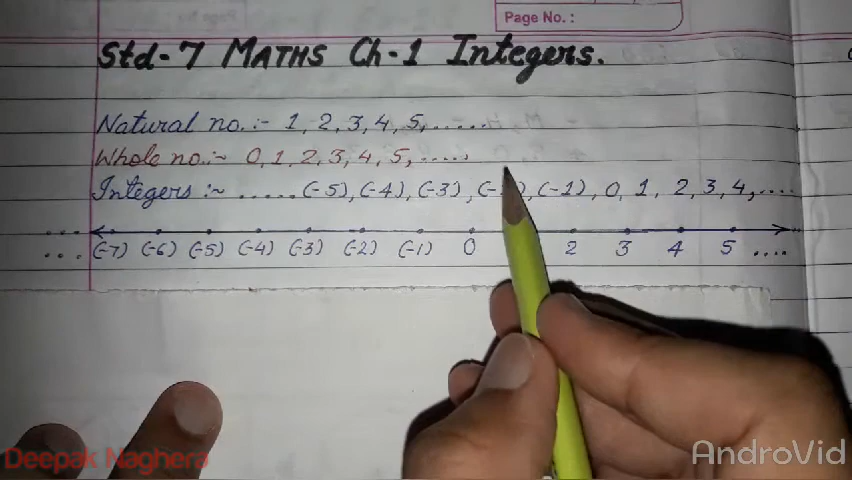 Page No. :
Std-7 MATHS Ch-1 Integers.
Natural no. :- 1, 2, 3, 4, 5, ......
Whole no. :- 0, 1, 2, 3, 4, 5, ......
Integers :- ......(-5), (-4), (-3), (- ), (-1), 0, 1, 2, 3, 4, ....
... (-7) (-6) (-5) (-4) (-3) (-2) (-1) 0 2 3 4 5 ....
Deepak Naghera
AndroVid